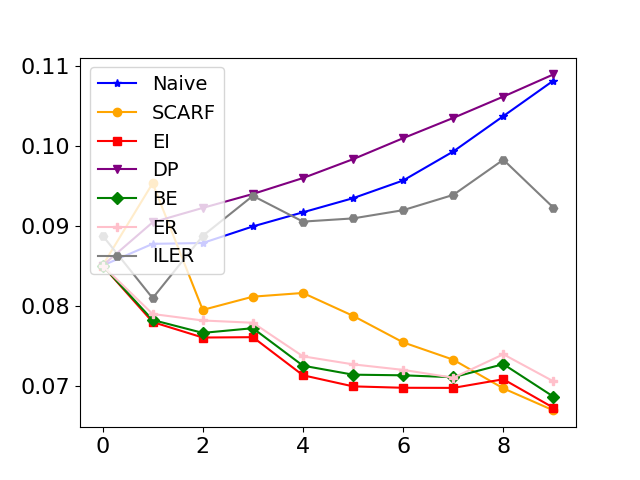 0.11
0.10
0.09
0.08
0.07
0 2 4 6 8
Naive
SCARF
EI
DP
BE
ER
ILER